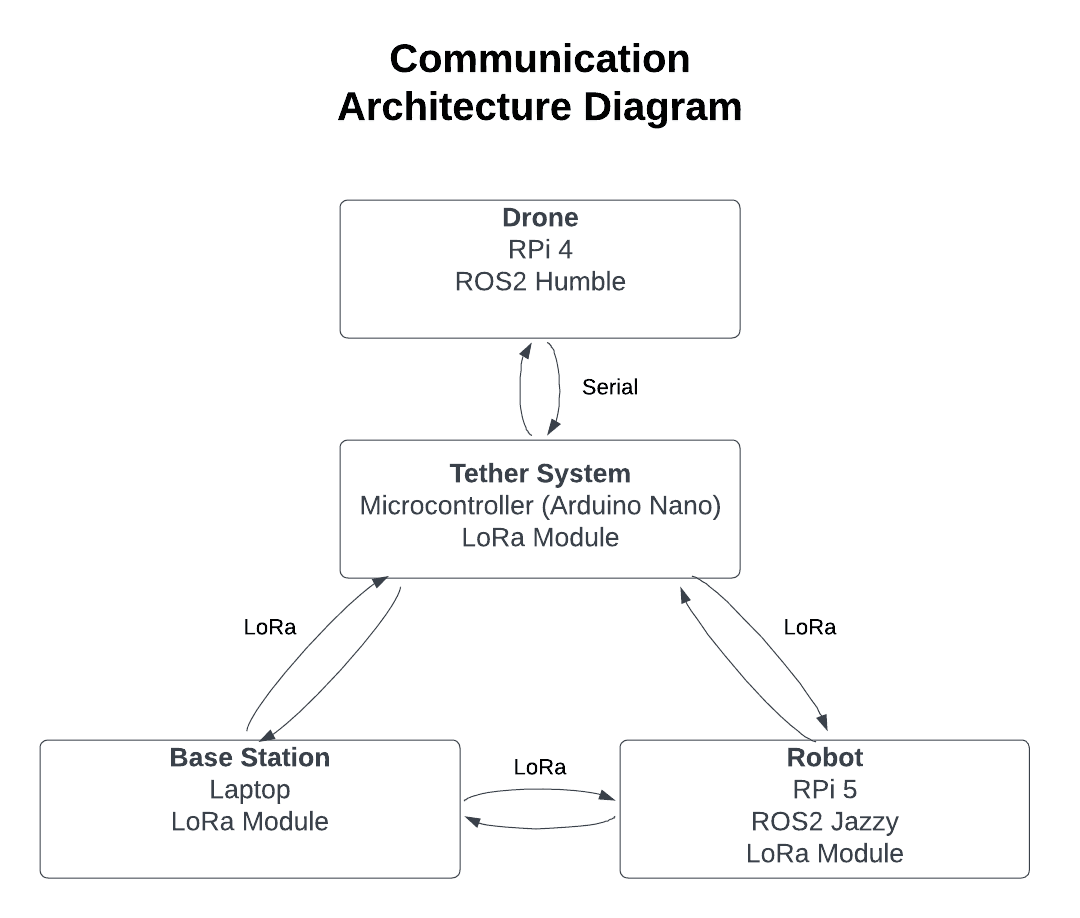 Communication
Architecture Diagram
Drone
RPi 4
ROS2 Humble
Serial
Tether System
Microcontroller (Arduino Nano)
LoRa Module
LoRa
LoRa
Base Station
Laptop
LoRa Module
LoRa
Robot
RPi 5
ROS2 Jazzy
LoRa Module